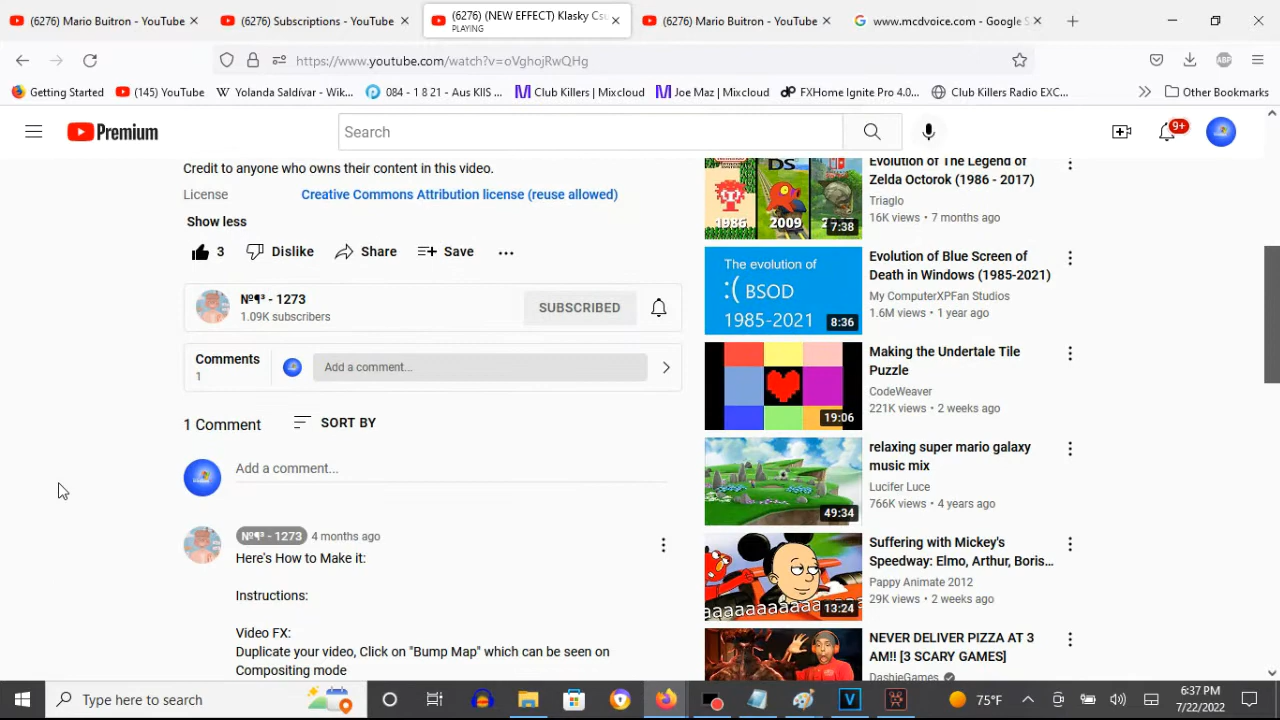 (6276) Mario Buitron - YouTube
(6276) Subscriptions - YouTube
(6276) (NEW EFFECT) Klasky Csu
PLAYING
(6276) Mario Buitron - YouTube
www.mcdvoice.com - Google S
https://www.youtube.com/watch?v=oVghojRwQHg
ABP
Getting Started
(145) YouTube
Yolanda Saldívar - Wik...
084 - 1 8 21 - Aus KIIS ...
Club Killers | Mixcloud
Joe Maz | Mixcloud
FXHome Ignite Pro 4.0...
Club Killers Radio EXC...
Other Bookmarks
Premium
Search
9+
Credit to anyone who owns their content in this video.
License
Creative Commons Attribution license (reuse allowed)
Show less
3
Dislike
Share
Save
№¶³ - 1273
1.09K subscribers
SUBSCRIBED
Comments
1
Add a comment...
1 Comment
SORT BY
Add a comment...
№¶³ - 1273
4 months ago
Here's How to Make it:
Instructions:
Video FX:
Duplicate your video, Click on "Bump Map" which can be seen on
Compositing mode
DS
1986
2009
7:38
Evolution of The Legend of
Zelda Octorok (1986 - 2017)
Triaglo
16K views • 7 months ago
The evolution of
:( BSOD
1985-2021
8:36
Evolution of Blue Screen of
Death in Windows (1985-2021)
My ComputerXPFan Studios
1.6M views • 1 year ago
19:06
Making the Undertale Tile
Puzzle
CodeWeaver
221K views • 2 weeks ago
49:34
relaxing super mario galaxy
music mix
Lucifer Luce
766K views • 4 years ago
13:24
Suffering with Mickey's
Speedway: Elmo, Arthur, Boris...
Pappy Animate 2012
29K views • 2 weeks ago
NEVER DELIVER PIZZA AT 3
AM!! [3 SCARY GAMES]
DashieGames
Type here to search
75°F
6:37 PM
7/22/2022